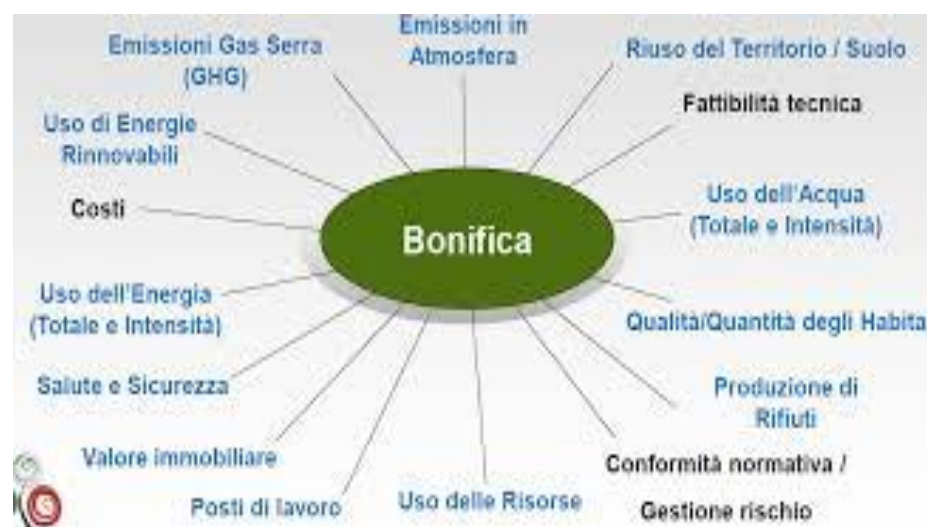 Emissioni in
Atmosfera
Emissioni Gas Serra
(GHG)
Riuso del Territorio / Suolo
Fattibilità tecnica
Uso di Energie
Rinnovabili
Costi
Uso dell'Acqua
(Totale e Intensità)
Bonifica
Uso dell'Energia
(Totale e Intensità)
Qualità/Quantità degli Habita
Salute e Sicurezza
Produzione di
Rifiuti
Valore immobiliare
Conformità normativa /
Gestione rischio
Posti di lavoro
Uso delle Risorse